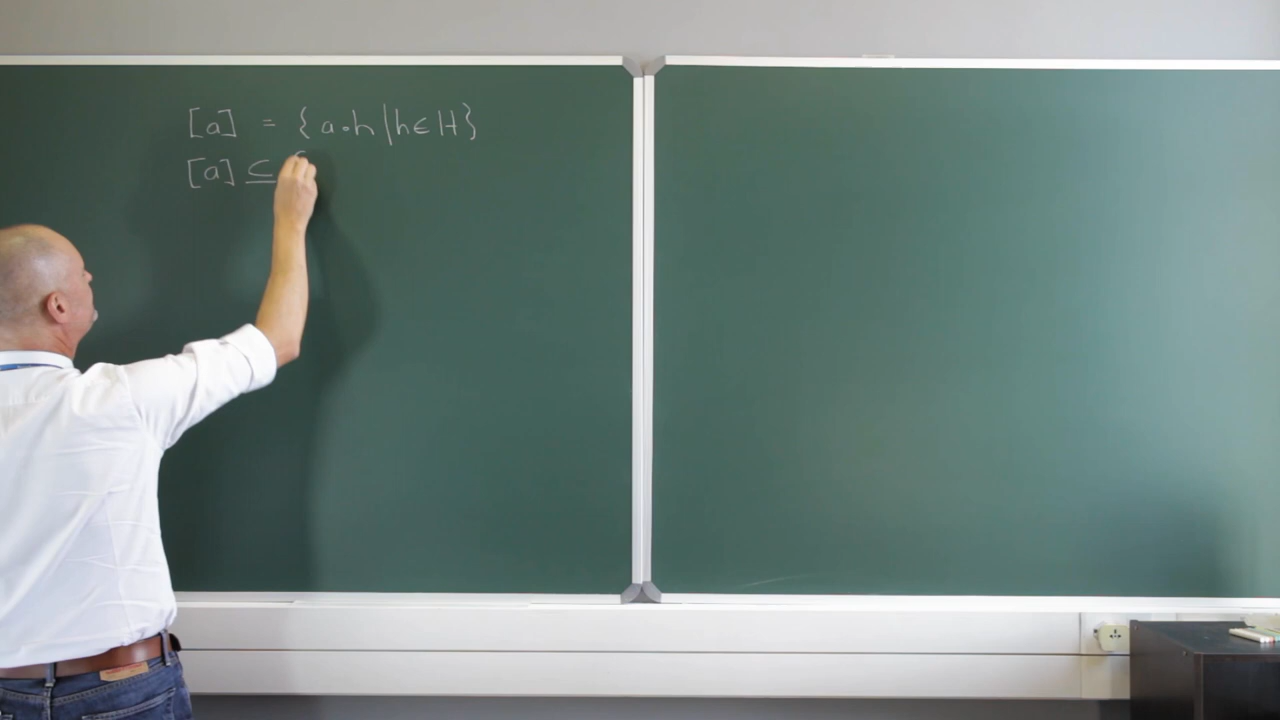 [a] = {a∘h|h∈H}
[a] ⊆